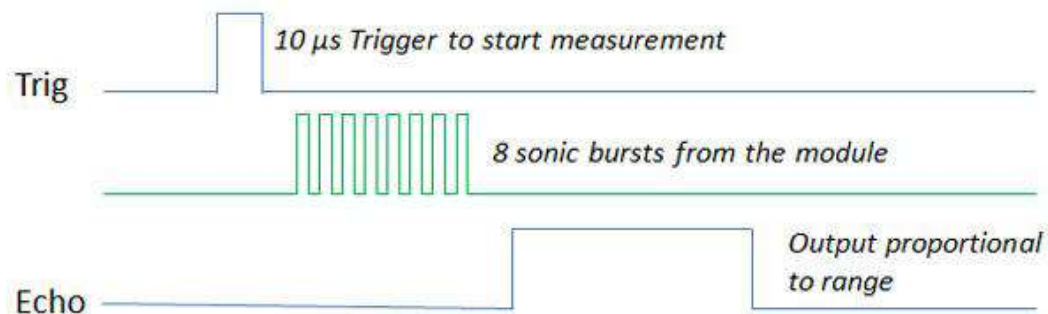 10 µs Trigger to start measurement
Trig
8 sonic bursts from the module
Output proportional
to range
Echo